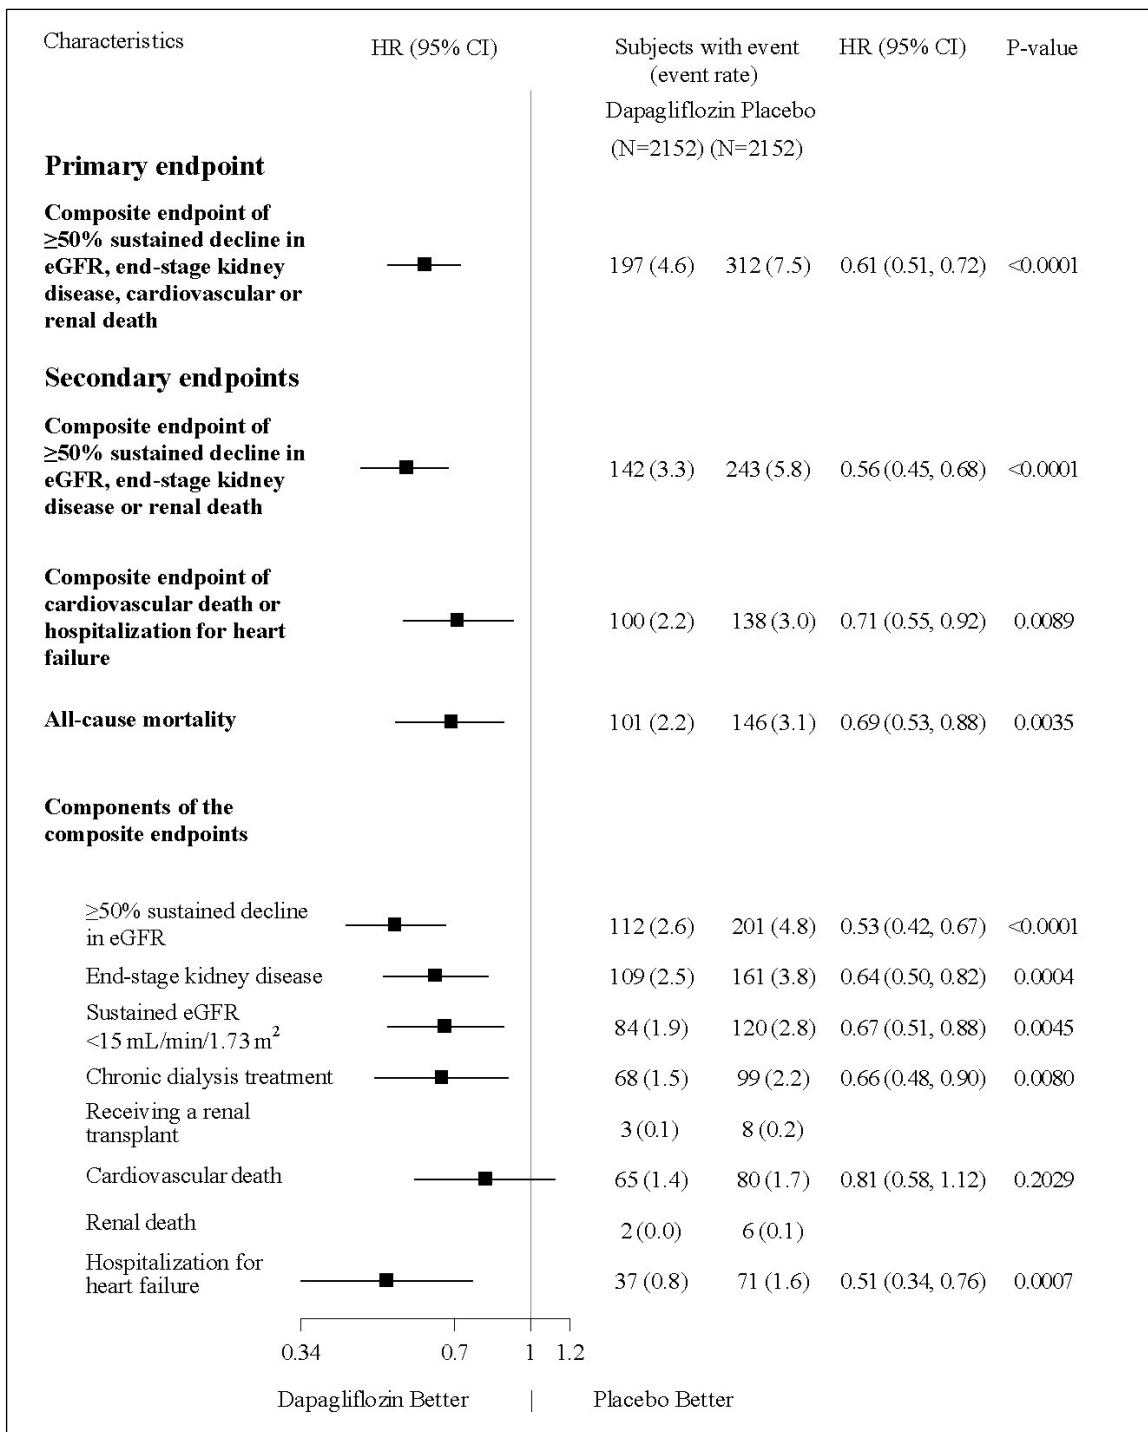 Characteristics HR (95% CI) Subjects with event HR (95% CI) P-value
(event rate)
Dapagliflozin Placebo
(N=2152) (N=2152)
Primary endpoint
Composite endpoint of
≥50% sustained decline in
eGFR, end-stage kidney 197 (4.6) 312 (7.5) 0.61 (0.51, 0.72) <0.0001
disease, cardiovascular or
renal death
Secondary endpoints
Composite endpoint of
≥50% sustained decline in
eGFR, end-stage kidney 142 (3.3) 243 (5.8) 0.56 (0.45, 0.68) <0.0001
disease or renal death
Composite endpoint of
cardiovascular death or
hospitalization for heart 100 (2.2) 138 (3.0) 0.71 (0.55, 0.92) 0.0089
failure
All-cause mortality 101 (2.2) 146 (3.1) 0.69 (0.53, 0.88) 0.0035
Components of the
composite endpoints
≥50% sustained decline
in eGFR 112 (2.6) 201 (4.8) 0.53 (0.42, 0.67) <0.0001
End-stage kidney disease 109 (2.5) 161 (3.8) 0.64 (0.50, 0.82) 0.0004
Sustained eGFR
<15 mL/min/1.73 m² 84 (1.9) 120 (2.8) 0.67 (0.51, 0.88) 0.0045
Chronic dialysis treatment 68 (1.5) 99 (2.2) 0.66 (0.48, 0.90) 0.0080
Receiving a renal
transplant 3 (0.1) 8 (0.2)
Cardiovascular death 65 (1.4) 80 (1.7) 0.81 (0.58, 1.12) 0.2029
Renal death 2 (0.0) 6 (0.1)
Hospitalization for
heart failure 37 (0.8) 71 (1.6) 0.51 (0.34, 0.76) 0.0007
0.34 0.7 1 1.2
Dapagliflozin Better | Placebo Better